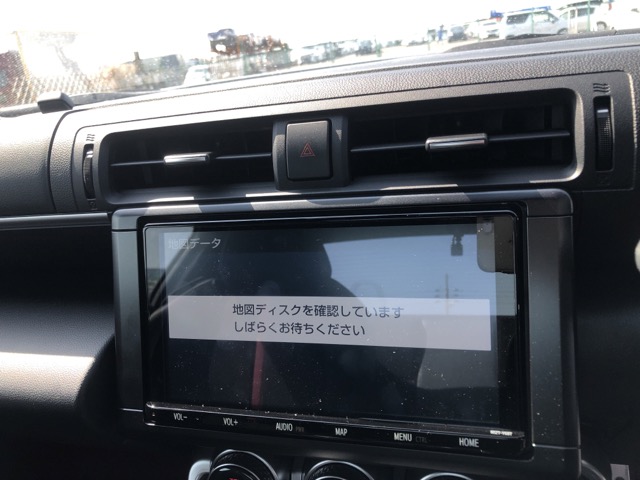 地図データ
地図ディスクを確認しています
しばらくお待ちください
VOL- VOL+ AUDIO MAP MENU HOME